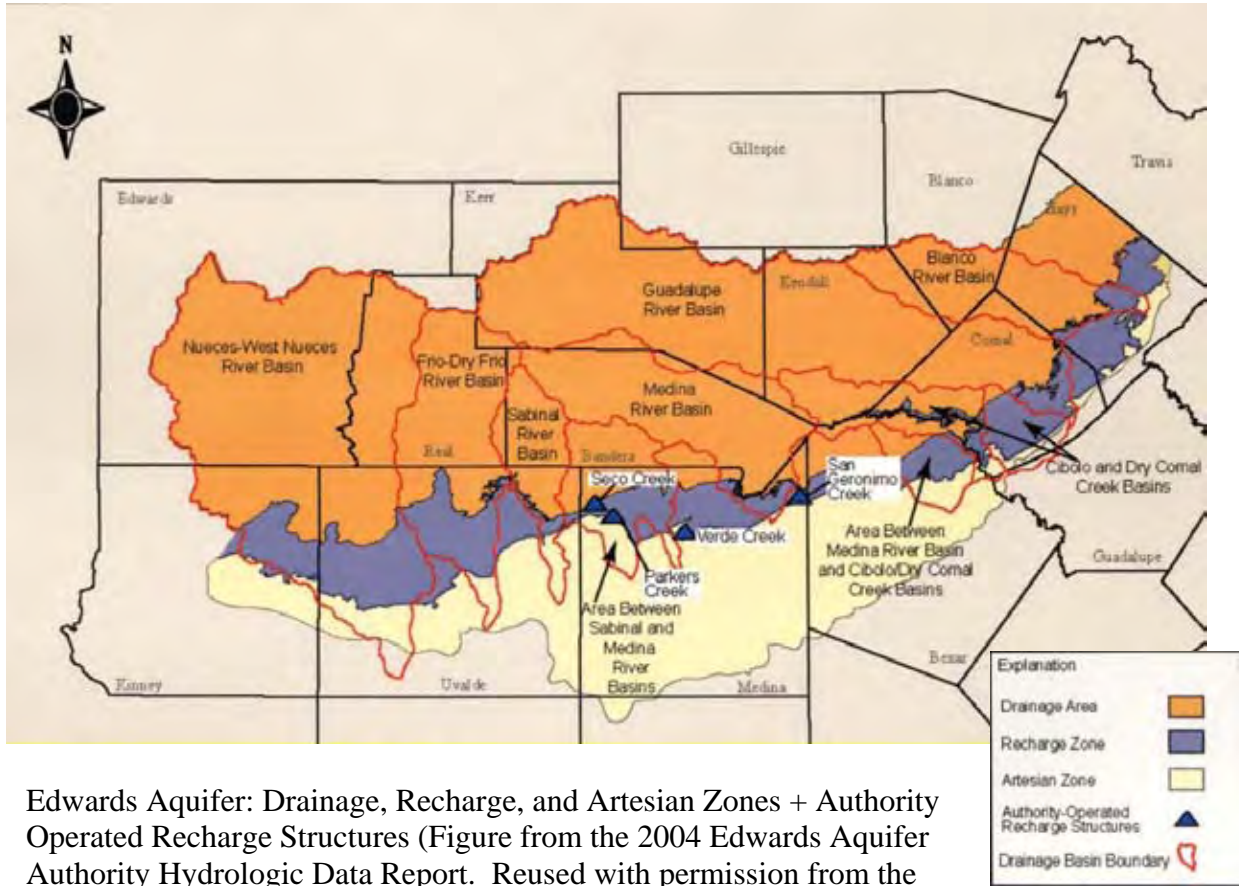 N
Gillespie
Blanco
Travis
Edwards
Kerr
Hays
Blanco
River Basin
Kendall
Guadalupe
River Basin
Comal
Nueces-West Nueces
River Basin
Frio-Dry Frio
River Basin
Medina
River Basin
Sabinal
River
Basin
Real
Bandera
Seco Creek
San
Geronimo
Creek
Cibolo and Dry Comal
Creek Basins
Verde Creek
Area Between
Medina River Basin
and Cibolo/Dry Comal
Creek Basins
Guadalupe
Parkers
Creek
Area Between
Sabinal and
Medina
River
Basins
Bexar
Kinney
Uvalde
Medina
Explanation
Drainage Area
Recharge Zone
Artesian Zone
Authority-Operated
Recharge Structures
Drainage Basin Boundary
Edwards Aquifer: Drainage, Recharge, and Artesian Zones + Authority
Operated Recharge Structures (Figure from the 2004 Edwards Aquifer
Authority Hydrologic Data Report. Reused with permission from the